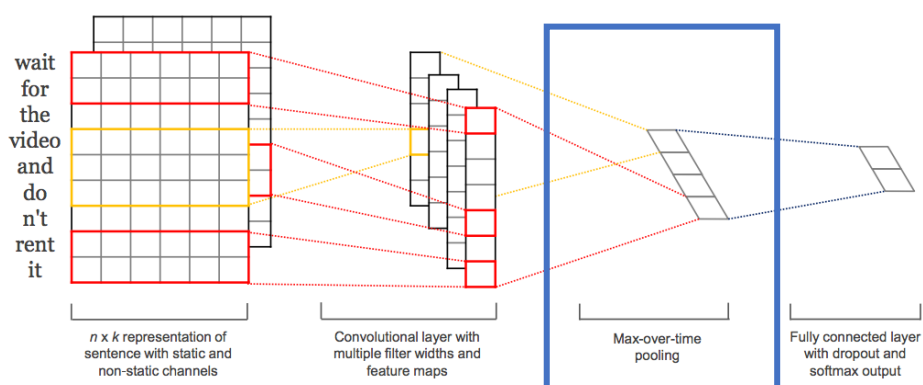 wait
for
the
video
and
do
n't
rent
it
n x k representation of
sentence with static and
non-static channels
Convolutional layer with
multiple filter widths and
feature maps
Max-over-time
pooling
Fully connected layer
with dropout and
softmax output